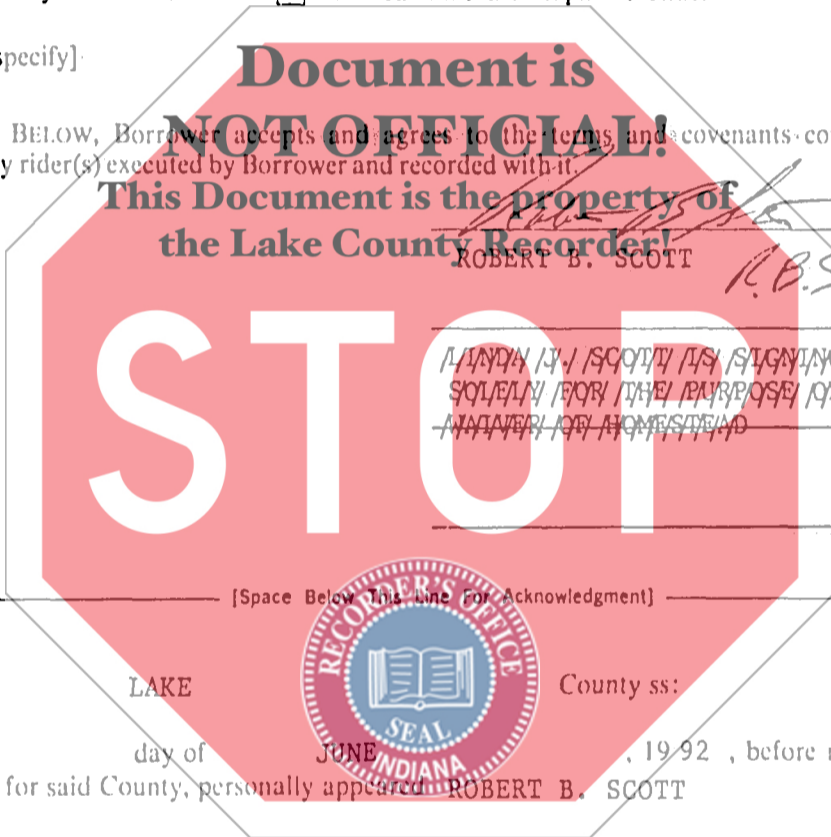 specify]
Document is
NOT OFFICIAL!
BELOW, Borrower accepts and agrees to the terms and covenants co
y rider(s) executed by Borrower and recorded with it.
This Document is the property of
the Lake County Recorder!
ROBERT B. SCOTT
R.B.S
STOP
LINDA J. SCOTT IS SIGNING
SOLELY FOR THE PURPOSE O
WAIVER OF HOMESTEAD
[Space Below This Line For Acknowledgment]
RECORDER'S OFFICE
SEAL
INDIANA
LAKE County ss:
day of JUNE , 19 92 , before
for said County, personally appeared ROBERT B. SCOTT